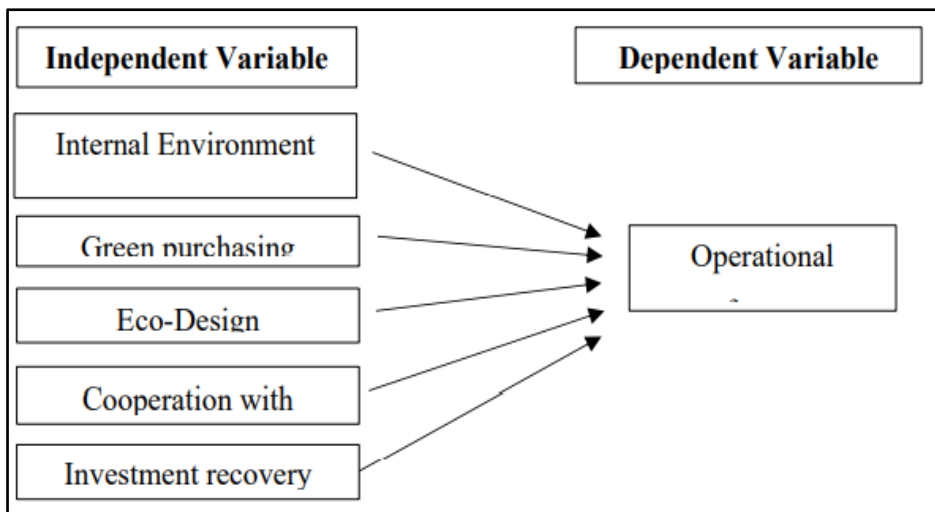 Independent Variable
Dependent Variable
Internal Environment
Green purchasing
Eco-Design
Cooperation with
Investment recovery
Operational